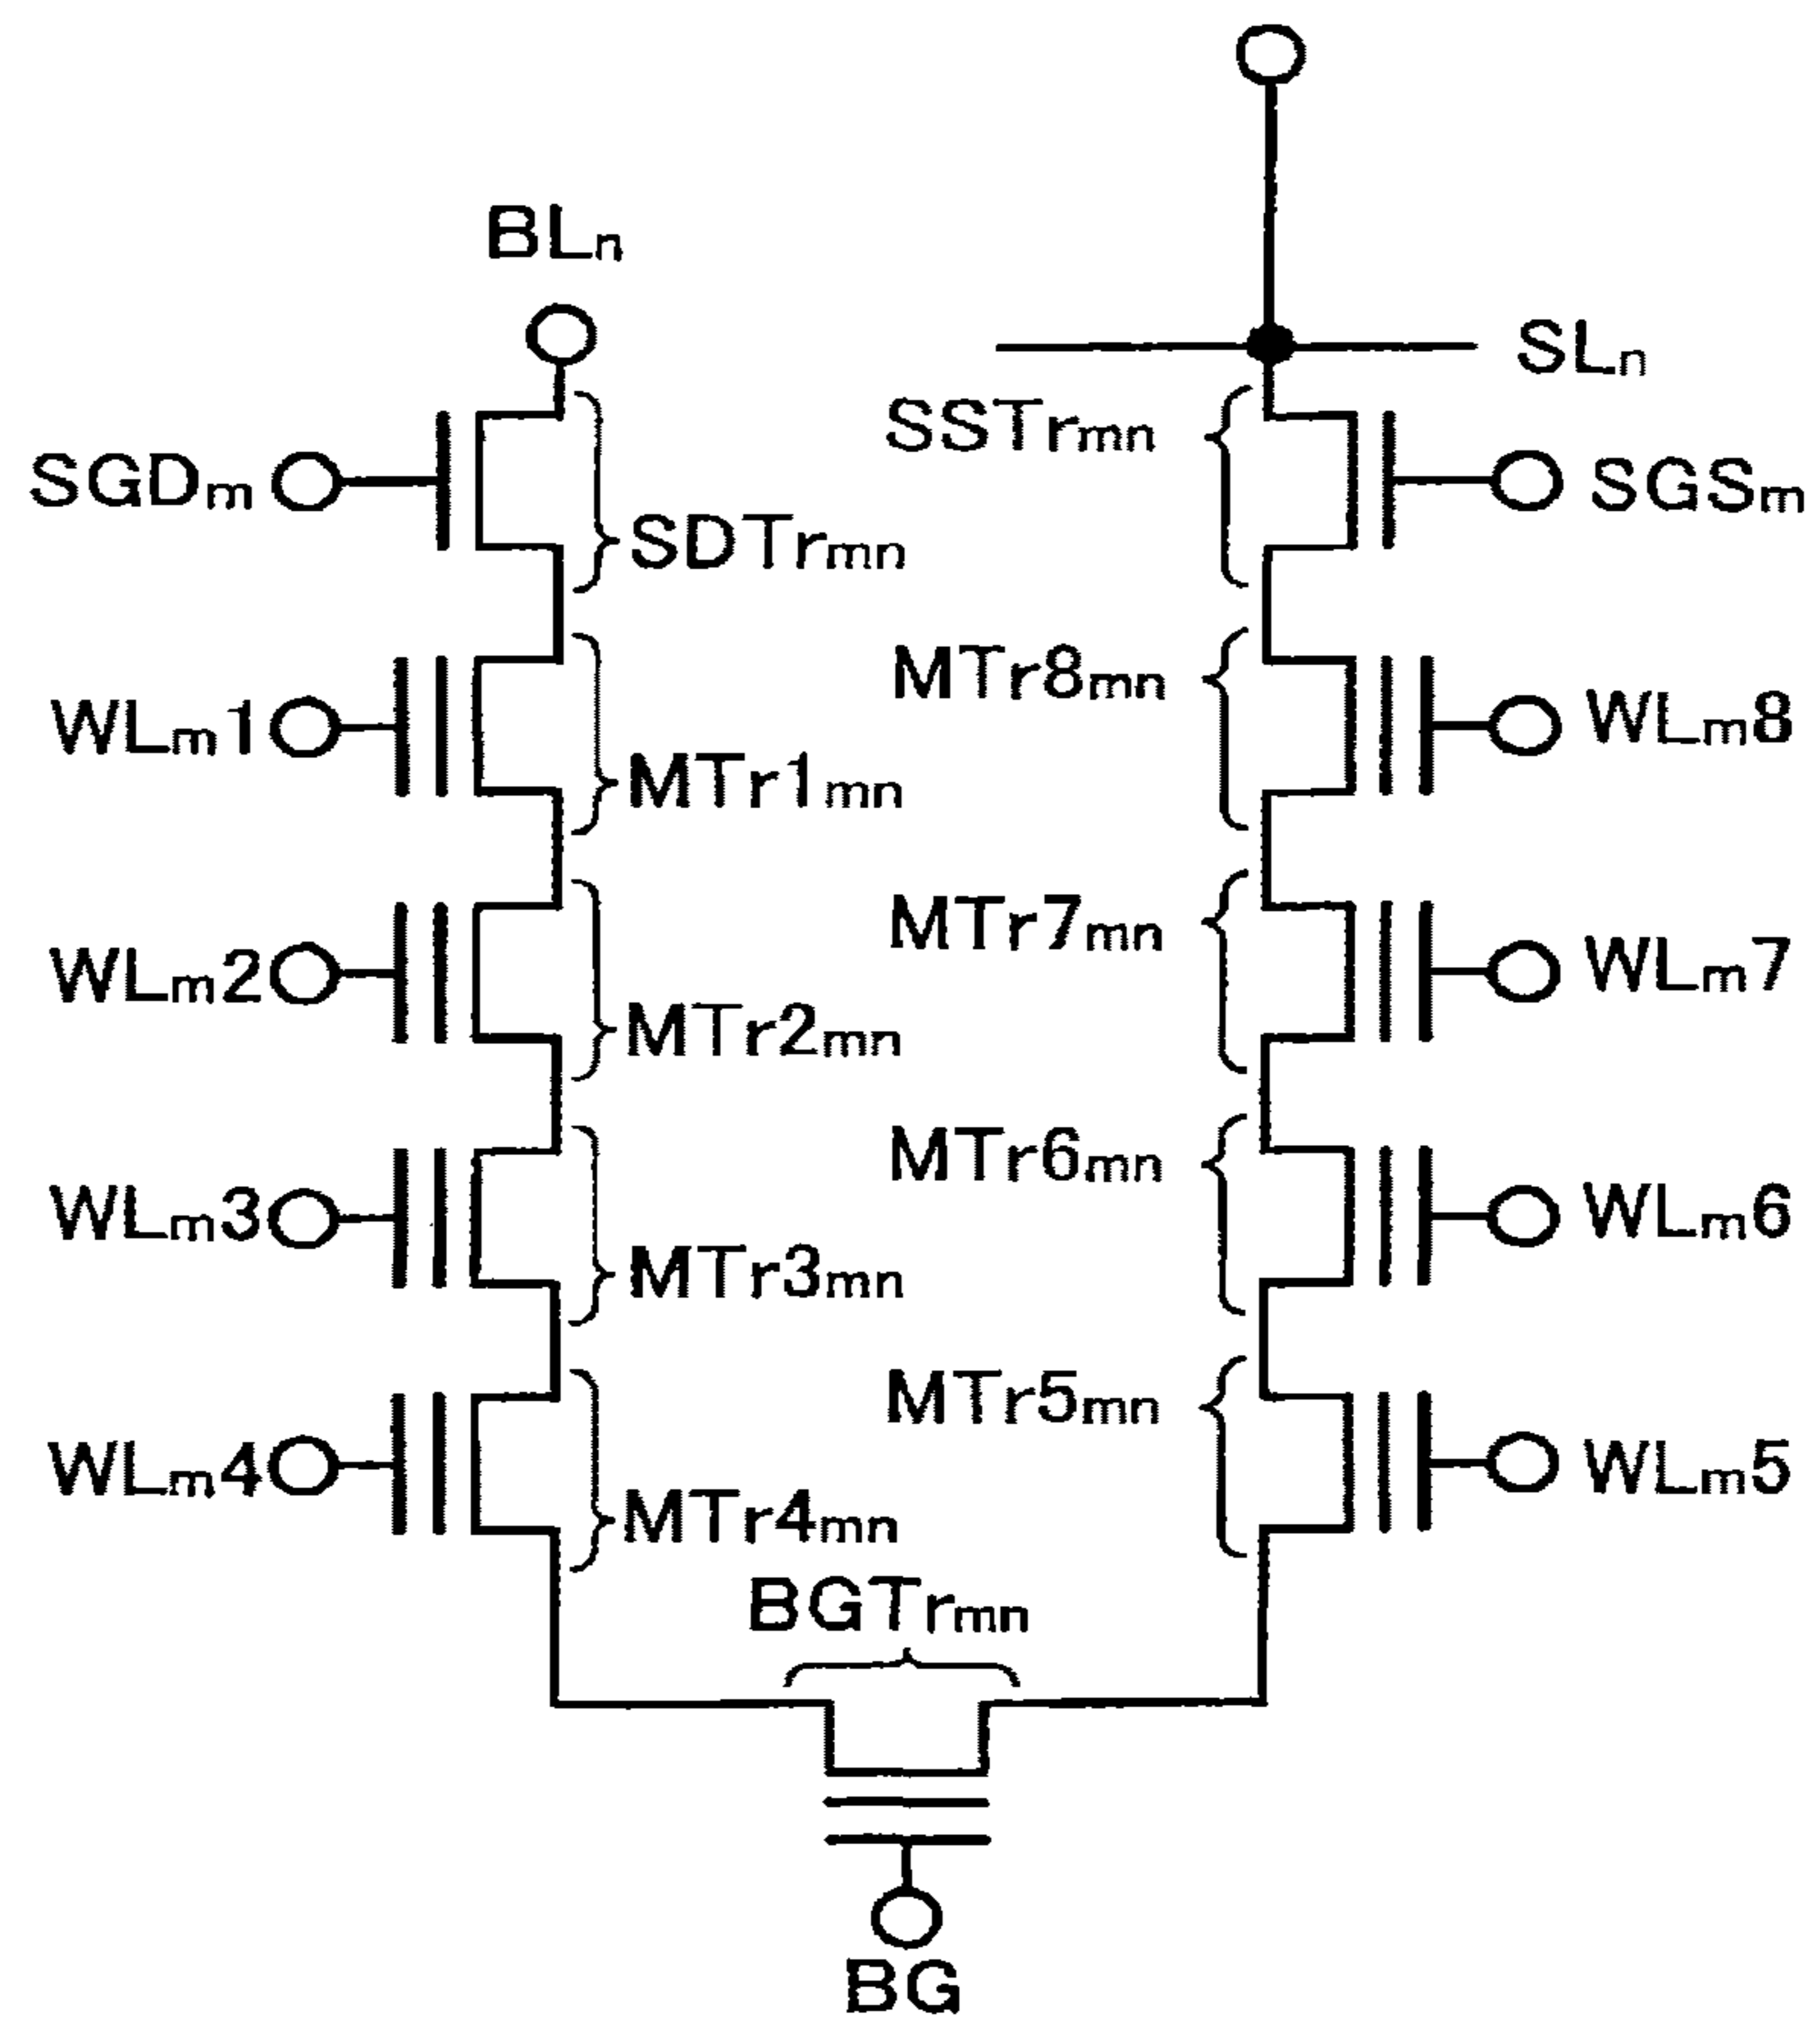 BLn
SLn
SSTrmn
SGDm
SGSm
SDTrmn
MTr8mn
WLm1
WLm8
MTr1mn
MTr7mn
WLm2
WLm7
MTr2mn
MTr6mn
WLm3
WLm6
MTr3mn
MTr5mn
WLm4
WLm5
MTr4mn
BGTrmn
BG